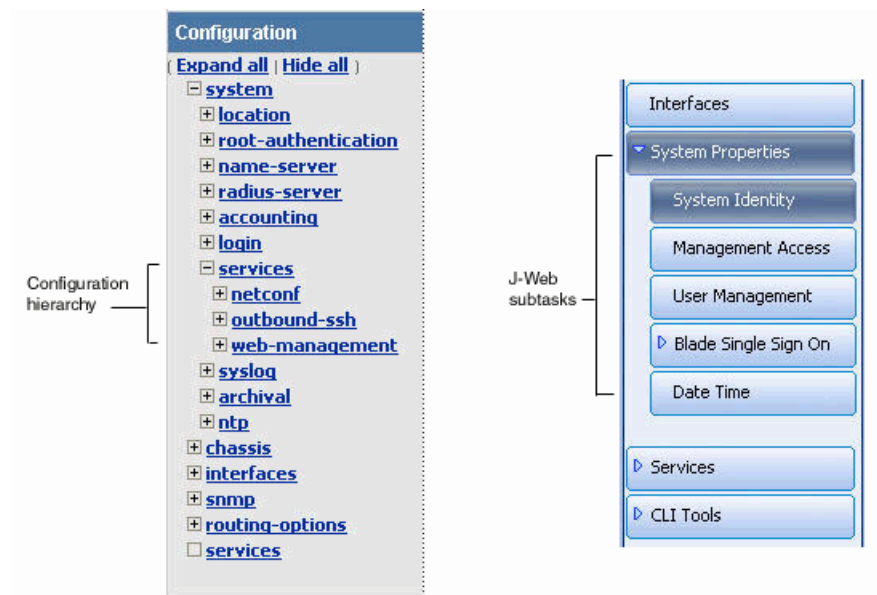 Configuration
( Expand all | Hide all )
system
location
root-authentication
name-server
radius-server
accounting
login
services
netconf
outbound-ssh
web-management
syslog
archival
ntp
chassis
interfaces
snmp
routing-options
services
Configuration
hierarchy
Interfaces
System Properties
System Identity
Management Access
User Management
Blade Single Sign On
Date Time
Services
CLI Tools
J-Web
subtasks